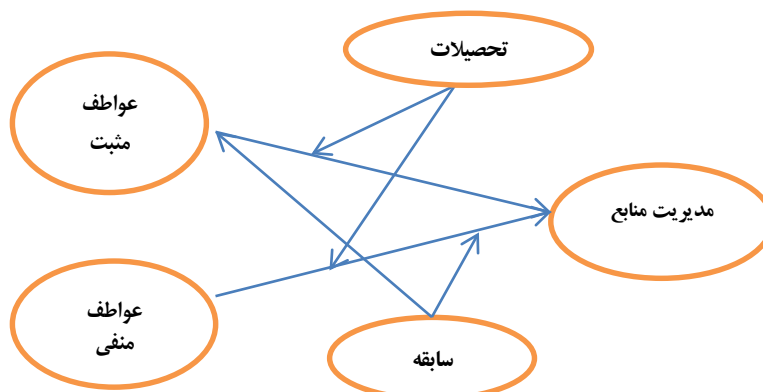 تحصیلات
عواطف
مثبت
مدیریت منابع
عواطف
منفی
سابقه